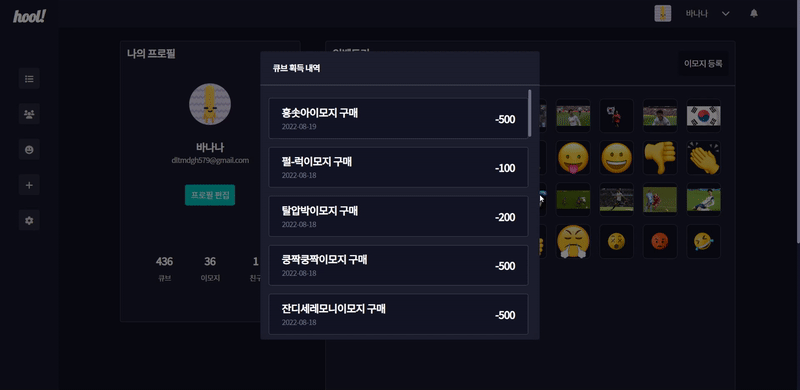 hool!
바나나
나의 프로필
이모지 등록
바나나
dltmdgh579@gmail.com
프로필 편집
436
36
1
큐브
이모지
큐브 획득 내역
흥솟아이모지 구매
2022-08-19
-500
펄-럭이모지 구매
2022-08-18
-100
탈압박이모지 구매
2022-08-18
-200
쿵짝쿵짝이모지 구매
2022-08-18
-500
잔디세레모니이모지 구매
2022-08-18
-500